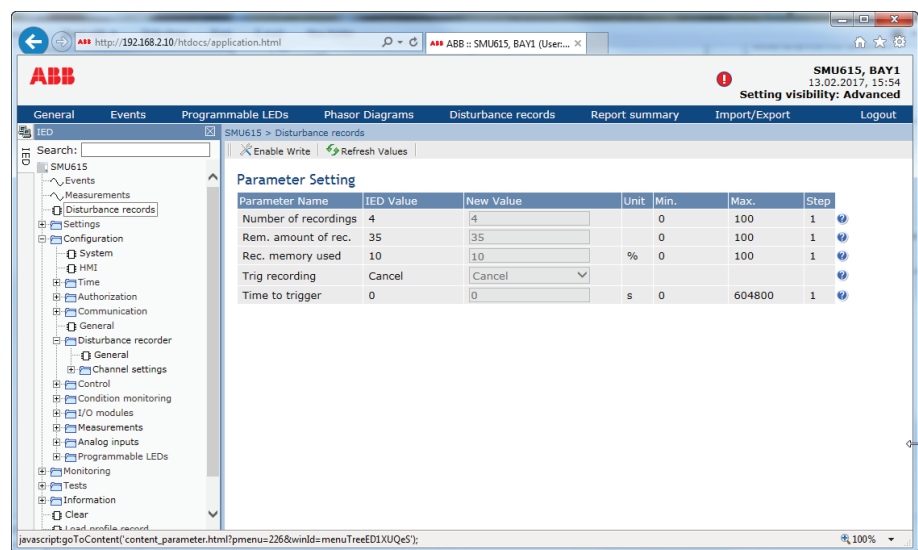 http://192.168.2.10/htdocs/application.html
ABB :: SMU615, BAY1 (User:...
ABB
SMU615, BAY1
13.02.2017, 15:54
Setting visibility: Advanced
General Events Programmable LEDs Phasor Diagrams Disturbance records Report summary Import/Export Logout
IED
SMU615 > Disturbance records
IED
Search:
Enable Write Refresh Values
SMU615
Events
Measurements
Disturbance records
Settings
Configuration
System
HMI
Time
Authorization
Communication
General
Disturbance recorder
General
Channel settings
Control
Condition monitoring
I/O modules
Measurements
Analog inputs
Programmable LEDs
Monitoring
Tests
Information
Clear
Load profile record
Parameter Setting
Parameter Name IED Value New Value Unit Min. Max. Step
Number of recordings 4 4 0 100 1
Rem. amount of rec. 35 35 0 100 1
Rec. memory used 10 10 % 0 100 1
Trig recording Cancel Cancel
Time to trigger 0 0 s 0 604800 1
javascript:goToContent('content_parameter.html?pmenu=226&winId=menuTreeED1XUQeS');
100%